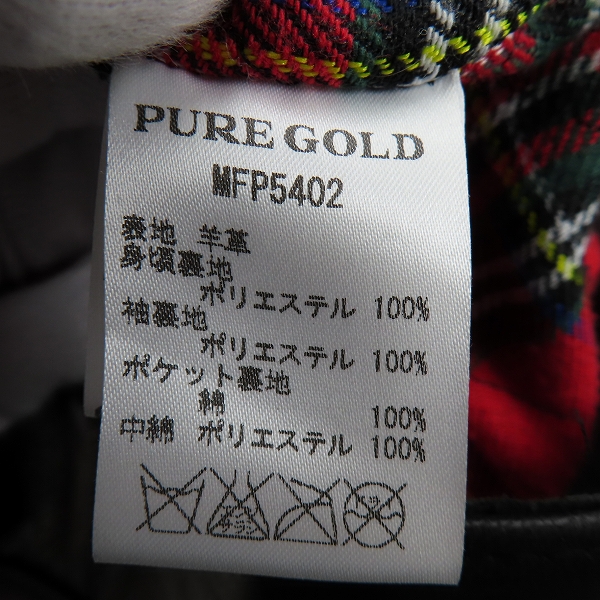 PURE GOLD
MFP5402
表地 羊革
身頃裏地
ポリエステル 100%
袖裏地
ポリエステル 100%
ポケット裏地
綿 100%
中綿 ポリエステル 100%